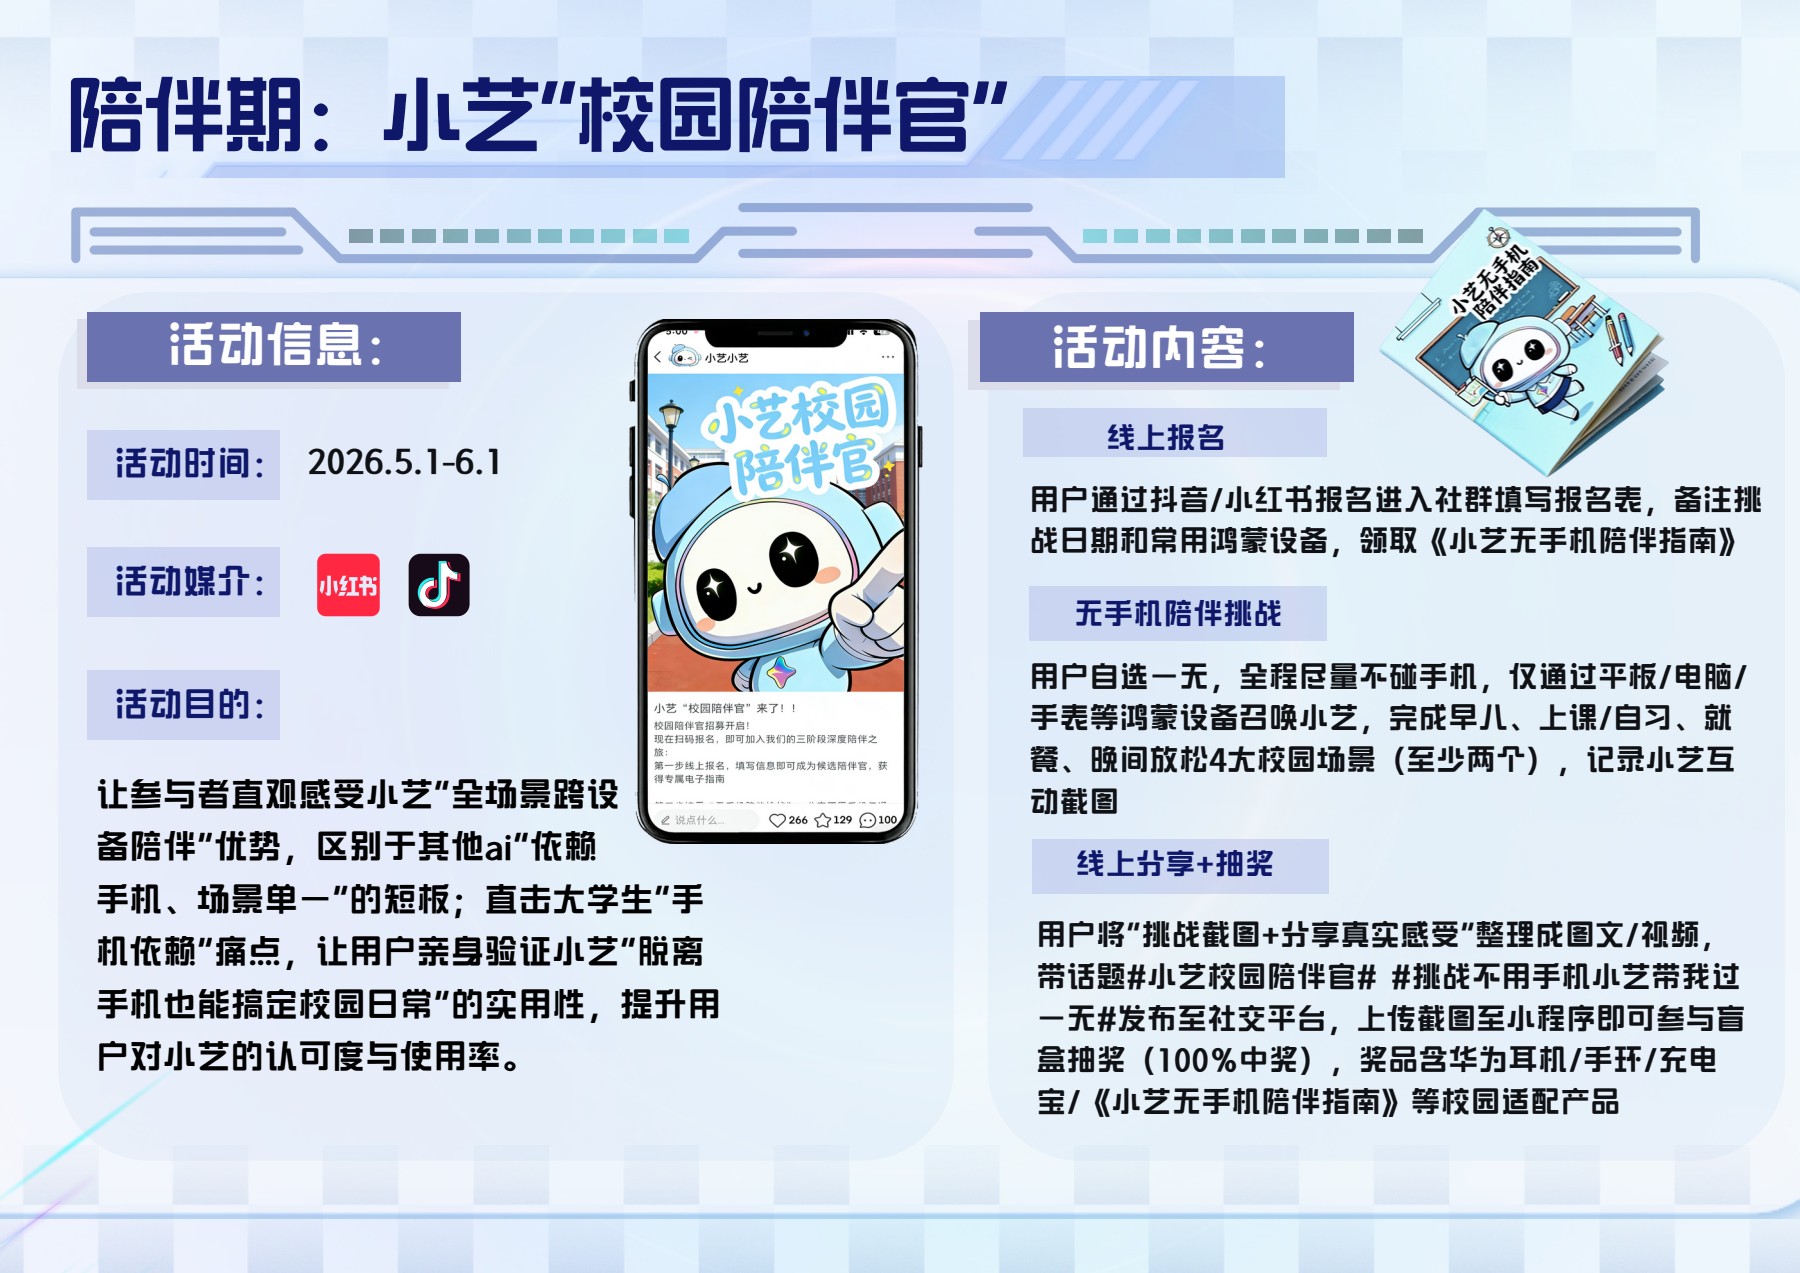 陪伴期：小艺"校园陪伴官"
活动信息：
活动时间：
2026.5.1-6.1
活动媒介：
小红书
活动目的：
让参与者直观感受小艺"全场景跨设
备陪伴"优势，区别于其他ai"依赖
手机、场景单一"的短板；直击大学生"手
机依赖"痛点，让用户亲身验证小艺"脱离
手机也能搞定校园日常"的实用性，提升用
户对小艺的认可度与使用率。
小艺小艺
小艺校园
陪伴官
小艺“校园陪伴官”来了！！
校园陪伴官招募开启！
现在扫码报名，即可加入我们的三阶段深度陪伴之
旅：
第一步线上报名，填写信息即可成为候选陪伴官，获
得专属电子指南
说点什么...
266
129
100
活动内容：
小艺无手机
陪伴指南
线上报名
用户通过抖音/小红书报名进入社群填写报名表，备注挑
战日期和常用鸿蒙设备，领取《小艺无手机陪伴指南》
无手机陪伴挑战
用户自选一天，全程尽量不碰手机，仅通过平板/电脑/
手表等鸿蒙设备召唤小艺，完成早八、上课/自习、就
餐、晚间放松4大校园场景（至少两个），记录小艺互
动截图
线上分享+抽奖
用户将"挑战截图+分享真实感受"整理成图文/视频，
带话题#小艺校园陪伴官# #挑战不用手机小艺带我过
一天#发布至社交平台，上传截图至小程序即可参与盲
盒抽奖（100%中奖），奖品含华为耳机/手环/充电
宝/《小艺无手机陪伴指南》等校园适配产品